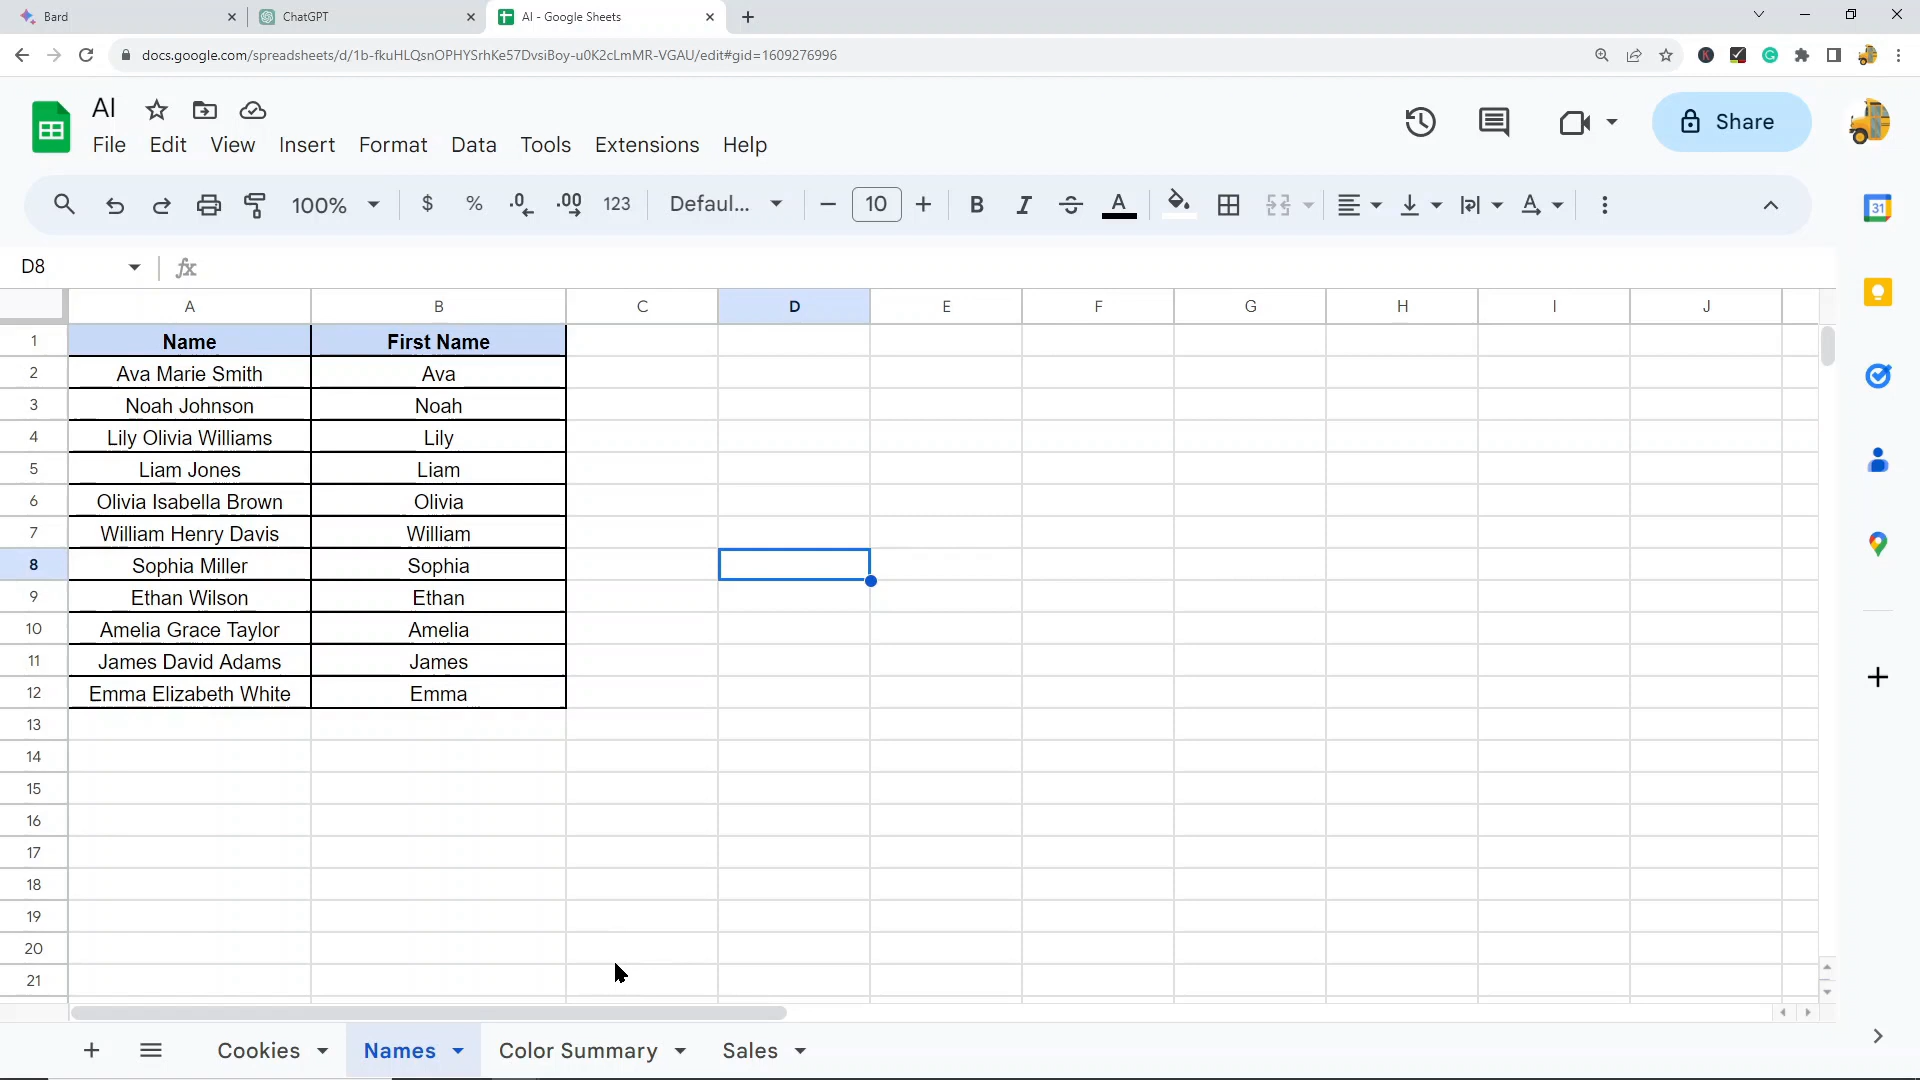 Bard
ChatGPT
AI - Google Sheets
docs.google.com/spreadsheets/d/1b-fkuHLQsnOPHYSrhKe57DvsiBoy-u0K2cLmMR-VGAU/edit#gid=1609276996
AI
File Edit View Insert Format Data Tools Extensions Help
Share
100% $ % .0 .00 123 Defaul... 10 B I S A
31
D8 fx
A B C D E F G H I J
1 Name First Name
2 Ava Marie Smith Ava
3 Noah Johnson Noah
4 Lily Olivia Williams Lily
5 Liam Jones Liam
6 Olivia Isabella Brown Olivia
7 William Henry Davis William
8 Sophia Miller Sophia
9 Ethan Wilson Ethan
10 Amelia Grace Taylor Amelia
11 James David Adams James
12 Emma Elizabeth White Emma
13
14
15
16
17
18
19
20
21
Cookies Names Color Summary Sales